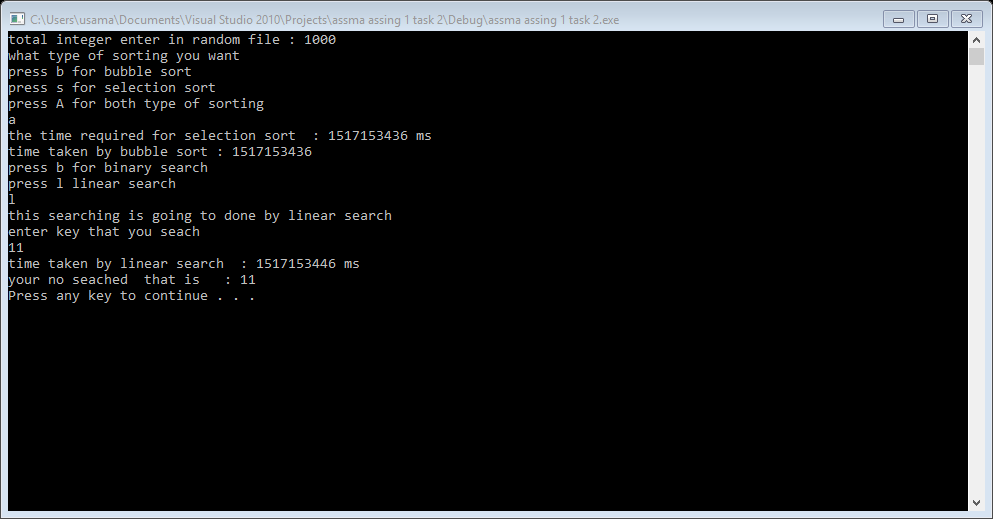 C:\Users\usama\Documents\Visual Studio 2010\Projects\assma assing 1 task 2\Debug\assma assing 1 task 2.exe
total integer enter in random file : 1000
what type of sorting you want
press b for bubble sort
press s for selection sort
press A for both type of sorting
a
the time required for selection sort  : 1517153436 ms
time taken by bubble sort : 1517153436
press b for binary search
press l linear search
l
this searching is going to done by linear search
enter key that you seach
11
time taken by linear search  : 1517153446 ms
your no seached  that is   : 11
Press any key to continue . . .